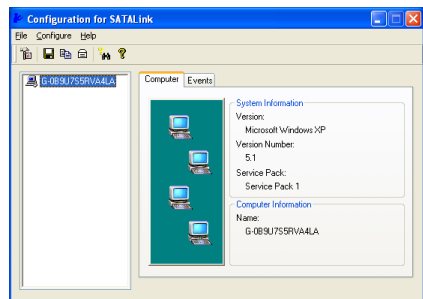 Configuration for SATALink
File Configure Help
G-0B9U7S5RVA4LA
Computer Events
System Information
Version:
Microsoft Windows XP
Version Number:
5.1
Service Pack:
Service Pack 1
Computer Information
Name:
G-0B9U7S5RVA4LA